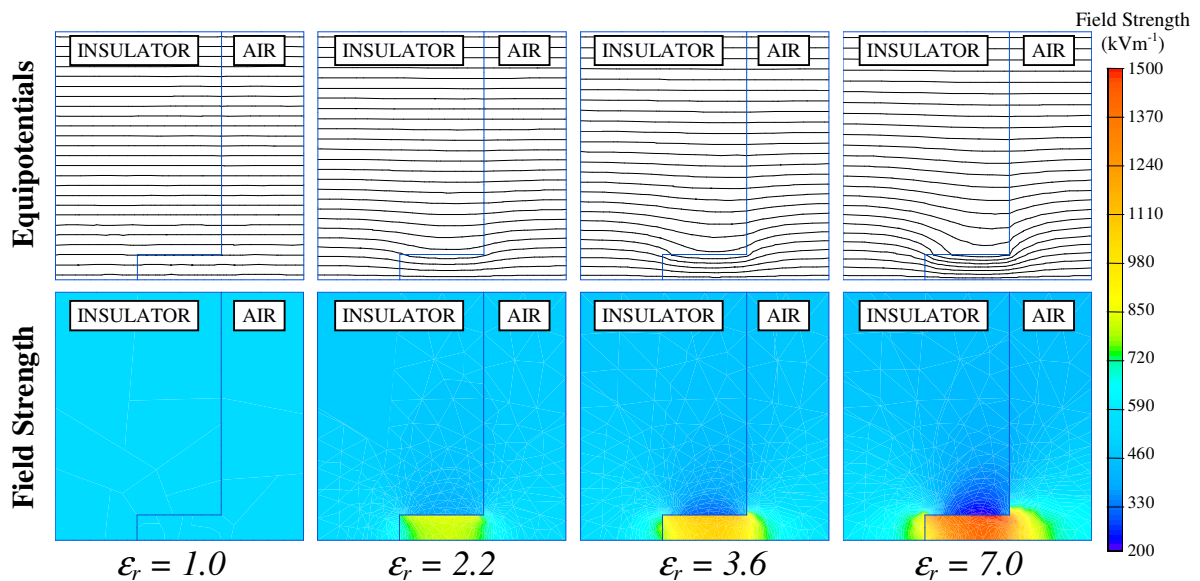 Field Strength
(kVm⁻¹)
Equipotentials
INSULATOR AIR INSULATOR AIR INSULATOR AIR INSULATOR AIR
1500
1370
1240
1110
980
850
720
590
460
330
200
Field Strength
INSULATOR AIR INSULATOR AIR INSULATOR AIR INSULATOR AIR
εr = 1.0 εr = 2.2 εr = 3.6 εr = 7.0